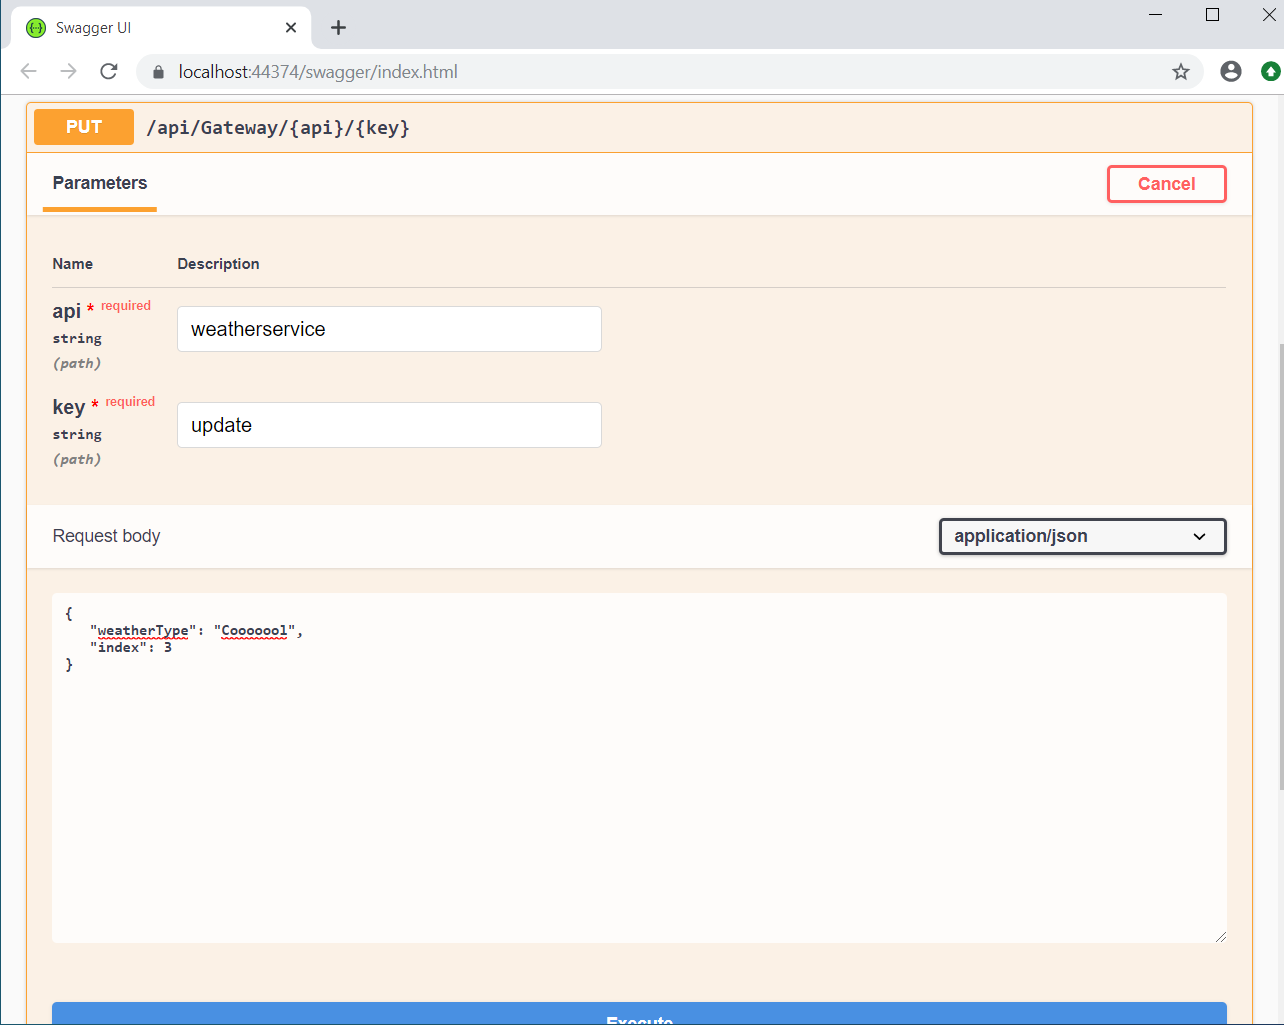 Swagger UI
localhost:44374/swagger/index.html
PUT /api/Gateway/{api}/{key}
Parameters
Cancel
Name Description
api * required
string
(path)
weatherservice
key * required
string
(path)
update
Request body
application/json
{
"weatherType": "Cooooool",
"index": 3
}
Execute